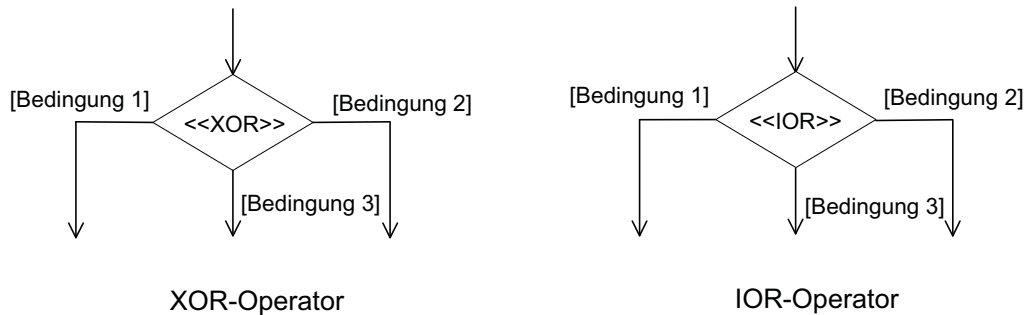 [Bedingung 1]
<<XOR>>
[Bedingung 2]
[Bedingung 3]
XOR-Operator
[Bedingung 1]
<<IOR>>
[Bedingung 2]
[Bedingung 3]
IOR-Operator